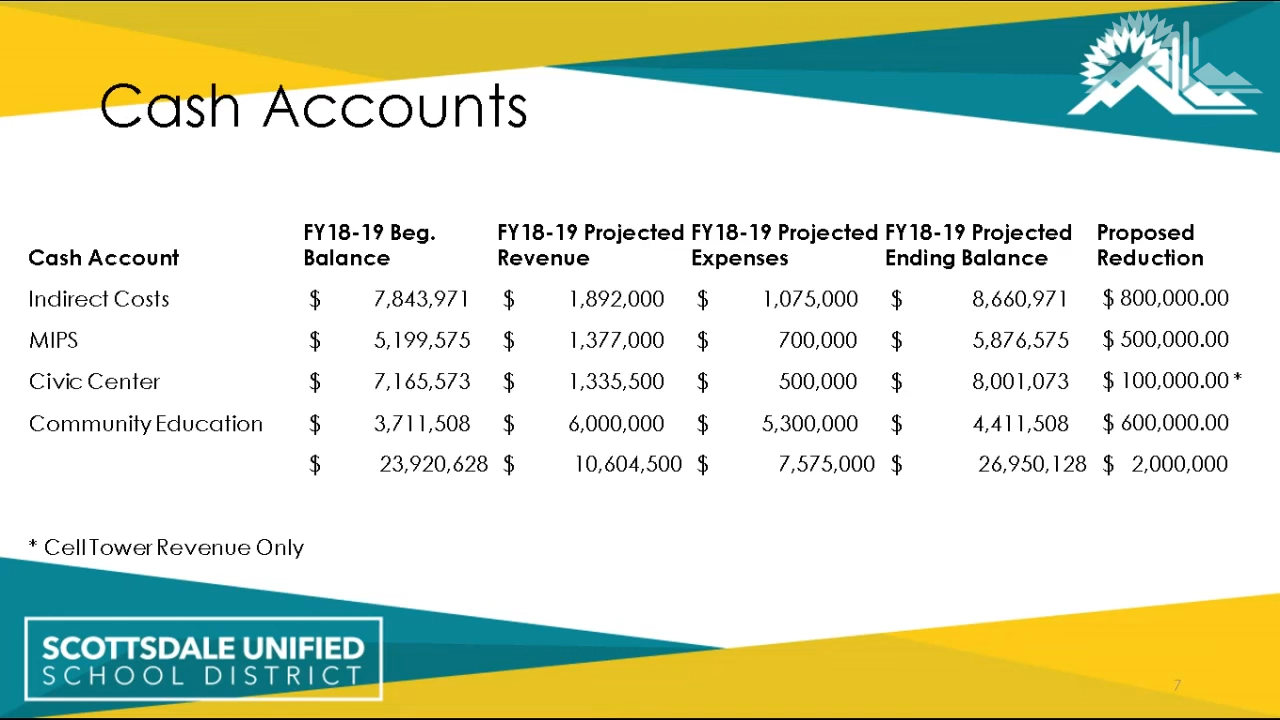 Cash Accounts
Cash Account FY18-19 Beg. Balance FY18-19 Projected Revenue FY18-19 Projected Expenses FY18-19 Projected Ending Balance Proposed Reduction
Indirect Costs $ 7,843,971 $ 1,892,000 $ 1,075,000 $ 8,660,971 $ 800,000.00
MIPS $ 5,199,575 $ 1,377,000 $ 700,000 $ 5,876,575 $ 500,000.00
Civic Center $ 7,165,573 $ 1,335,500 $ 500,000 $ 8,001,073 $ 100,000.00 *
Community Education $ 3,711,508 $ 6,000,000 $ 5,300,000 $ 4,411,508 $ 600,000.00
$ 23,920,628 $ 10,604,500 $ 7,575,000 $ 26,950,128 $ 2,000,000
* Cell Tower Revenue Only
SCOTTSDALE UNIFIED
SCHOOL DISTRICT
7